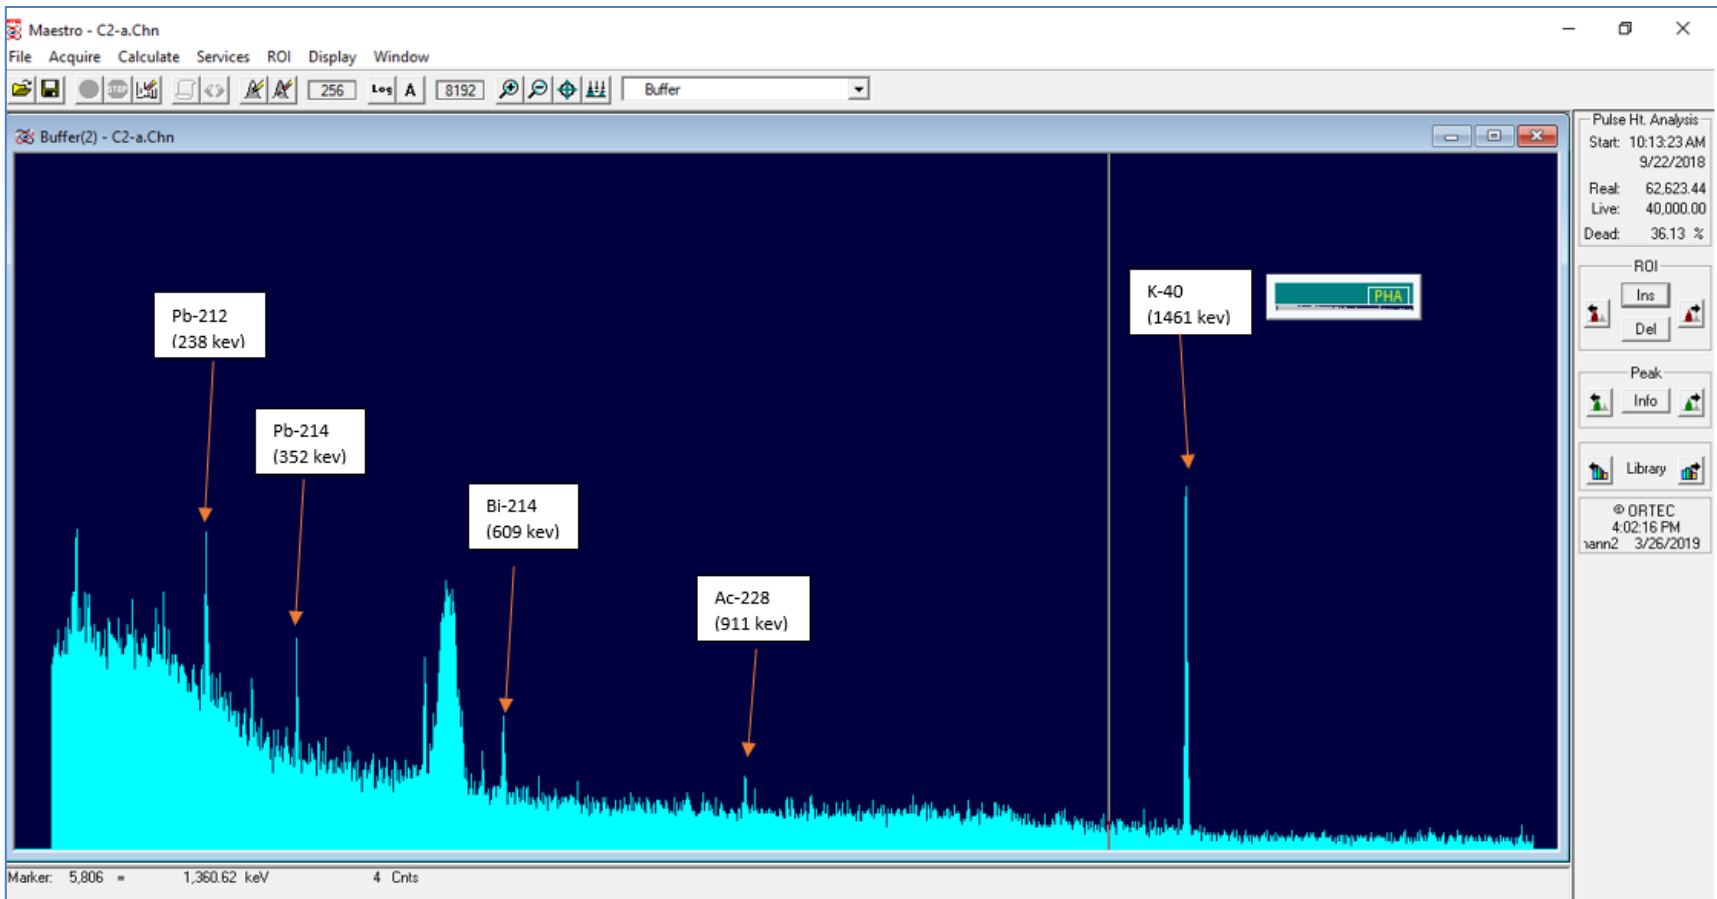 Maestro - C2-a.Chn
File Acquire Calculate Services ROI Display Window
STOP 256 Log A 8192 Buffer
Buffer(2) - C2-a.Chn
Pb-212
(238 kev)
Pb-214
(352 kev)
Bi-214
(609 kev)
Ac-228
(911 kev)
K-40
(1461 kev)
PHA
Pulse Ht. Analysis
Start: 10:13:23 AM
9/22/2018
Real: 62,623.44
Live: 40,000.00
Dead: 36.13 %
ROI
Ins
Del
Peak
Info
Library
© ORTEC
4:02:16 PM
nann2 3/26/2019
Marker: 5,806 = 1,360.62 keV 4 Cnts